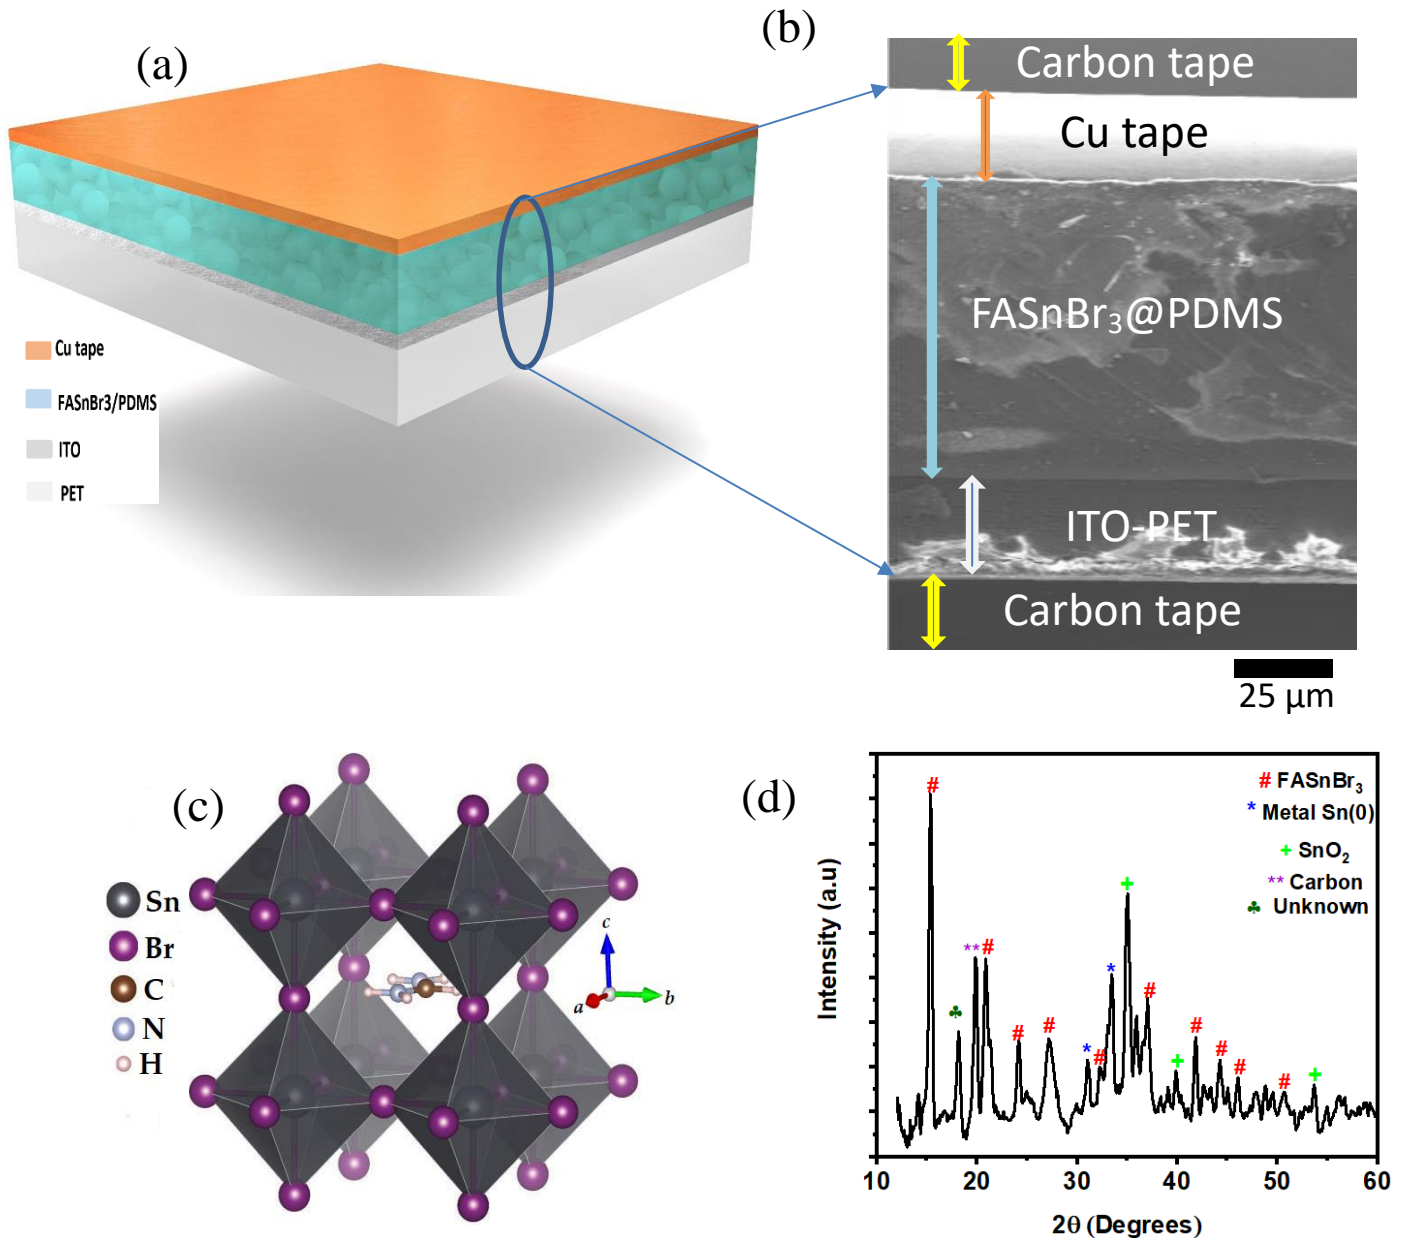 (a)
Cu tape
FASnBr3/PDMS
ITO
PET
(b)
Carbon tape
Cu tape
FASnBr₃@PDMS
ITO-PET
Carbon tape
25 μm
(c)
Sn
Br
C
N
H
c
a
b
(d)
Intensity (a.u)
# FASnBr₃
* Metal Sn(0)
+ SnO₂
** Carbon
♣ Unknown
#
♣
**
#
#
#
*
#
*
+
#
+
#
#
#
#
+
10
20
30
40
50
60
2θ (Degrees)